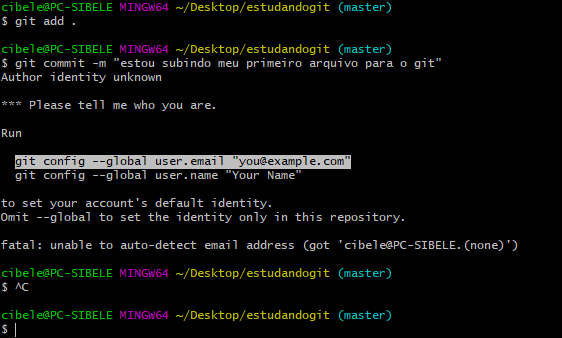 cibele@PC-SIBELE MINGW64 ~/Desktop/estudandogit (master)
$ git add .
cibele@PC-SIBELE MINGW64 ~/Desktop/estudandogit (master)
$ git commit -m "estou subindo meu primeiro arquivo para o git"
Author identity unknown
*** Please tell me who you are.
Run
git config --global user.email "you@example.com"
git config --global user.name "Your Name"
to set your account's default identity.
Omit --global to set the identity only in this repository.
fatal: unable to auto-detect email address (got 'cibele@PC-SIBELE.(none)')
cibele@PC-SIBELE MINGW64 ~/Desktop/estudandogit (master)
$ ^C
cibele@PC-SIBELE MINGW64 ~/Desktop/estudandogit (master)
$